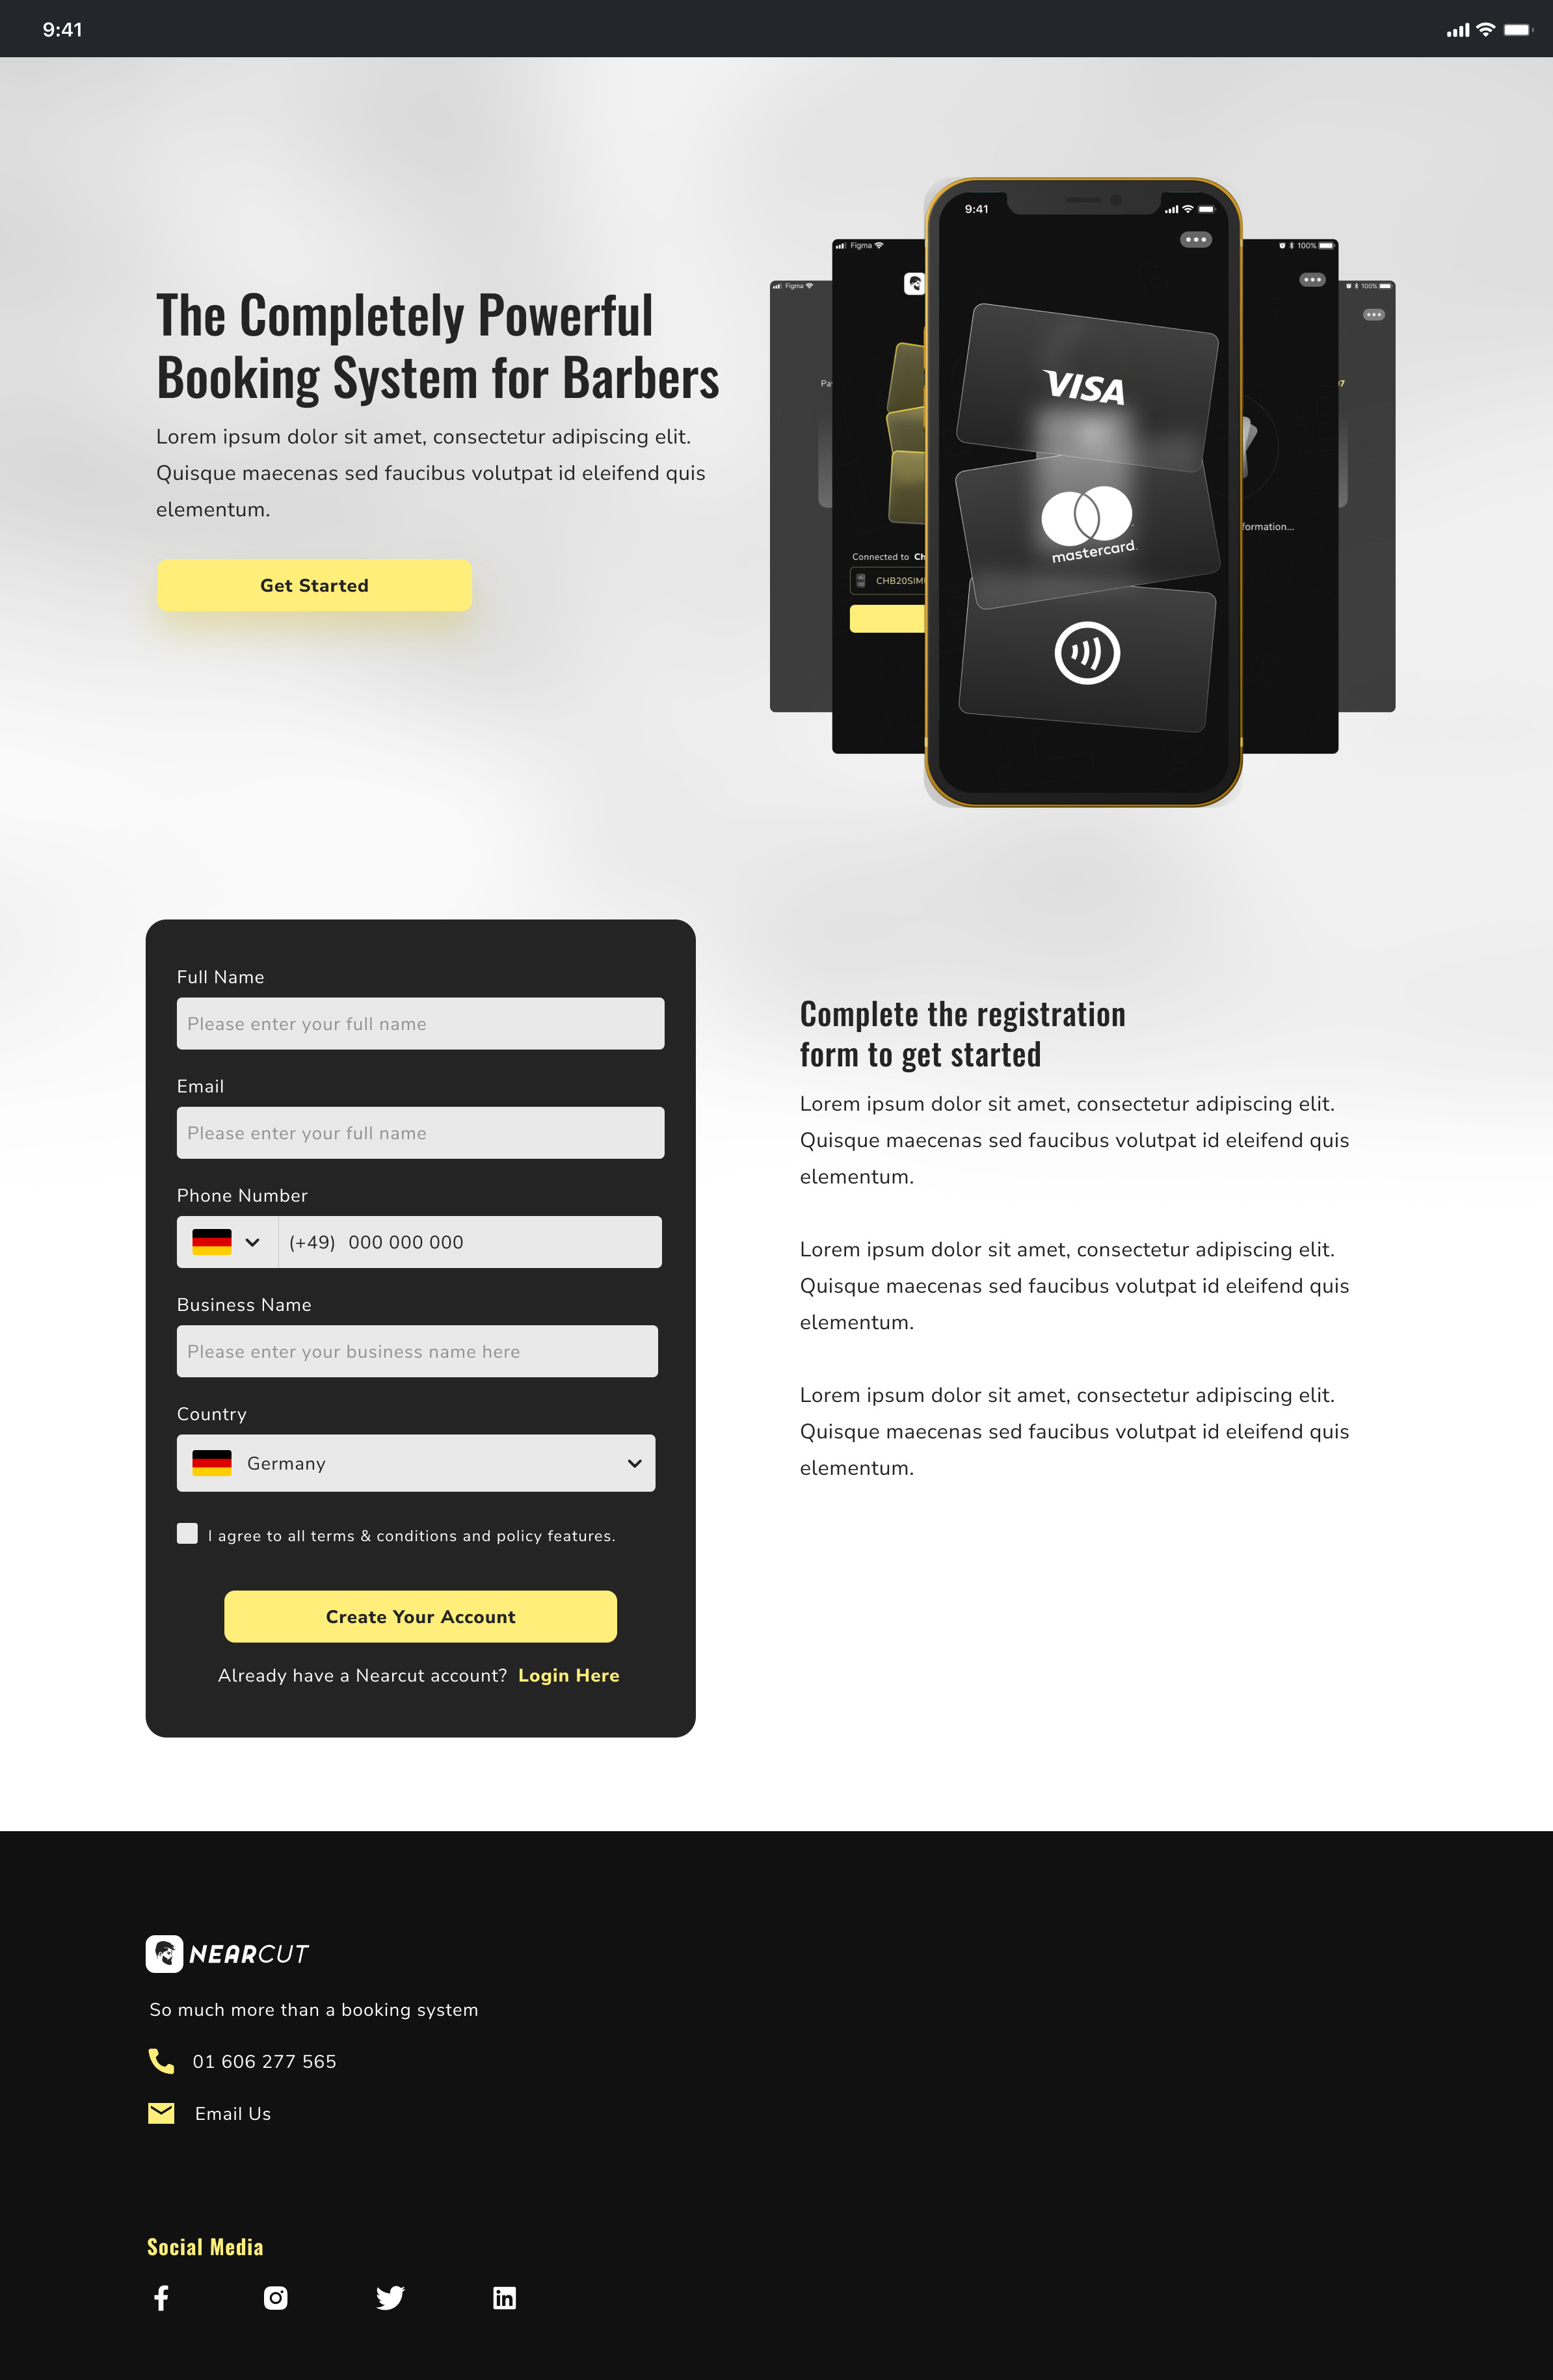 9:41
9:41
Figma
100%
Figma
100%
The Completely Powerful
Booking System for Barbers
Lorem ipsum dolor sit amet, consectetur adipiscing elit.
Quisque maecenas sed faucibus volutpat id eleifend quis
elementum.
Get Started
VISA
mastercard
Connected to
CHB20SIM
formation...
Full Name
Please enter your full name
Email
Please enter your full name
Phone Number
(+49) 000 000 000
Business Name
Please enter your business name here
Country
Germany
I agree to all terms & conditions and policy features.
Create Your Account
Already have a Nearcut account? Login Here
Complete the registration
form to get started
Lorem ipsum dolor sit amet, consectetur adipiscing elit.
Quisque maecenas sed faucibus volutpat id eleifend quis
elementum.
Lorem ipsum dolor sit amet, consectetur adipiscing elit.
Quisque maecenas sed faucibus volutpat id eleifend quis
elementum.
Lorem ipsum dolor sit amet, consectetur adipiscing elit.
Quisque maecenas sed faucibus volutpat id eleifend quis
elementum.
NEARCUT
So much more than a booking system
01 606 277 565
Email Us
Social Media